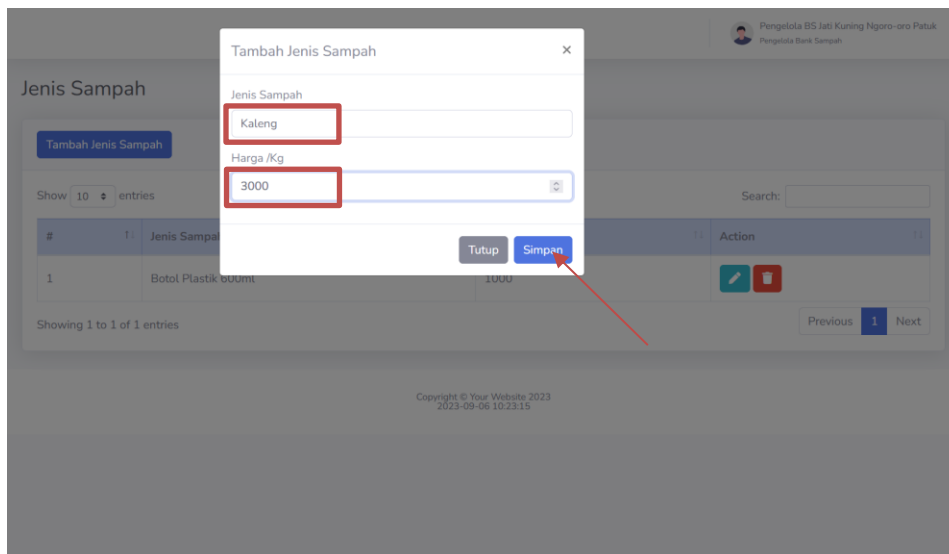 Pengelola BS Jati Kuning Ngoro-oro Patuk
Pengelola Bank Sampah
Tambah Jenis Sampah ×
Jenis Sampah
Jenis Sampah
Kaleng
Tambah Jenis Sampah
Harga /Kg
3000
Show 10 entries Search:
Tutup Simpan
# Jenis Sampa Action
1 Botol Plastik 600ml 1000
Showing 1 to 1 of 1 entries Previous 1 Next
Copyright © Your Website 2023
2023-09-06 10:23:15